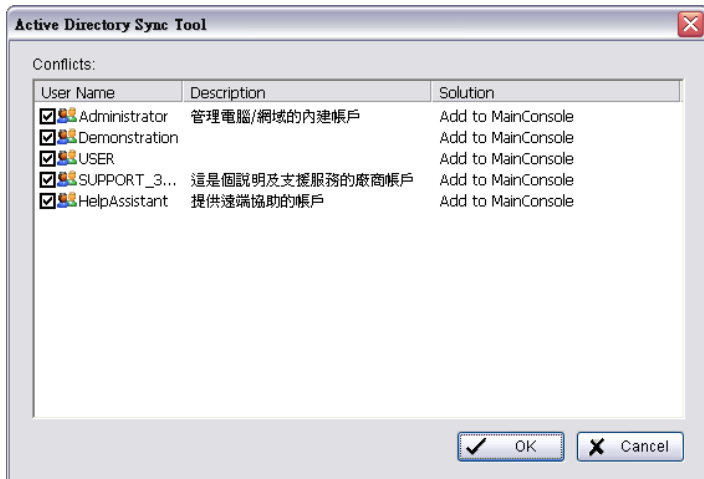 Active Directory Sync Tool
Conflicts:
User Name Description Solution
Administrator 管理電腦/網域的內建帳戶 Add to MainConsole
Demonstration Add to MainConsole
USER Add to MainConsole
SUPPORT_3... 這是個說明及支援服務的廠商帳戶 Add to MainConsole
HelpAssistant 提供遠端協助的帳戶 Add to MainConsole
OK Cancel